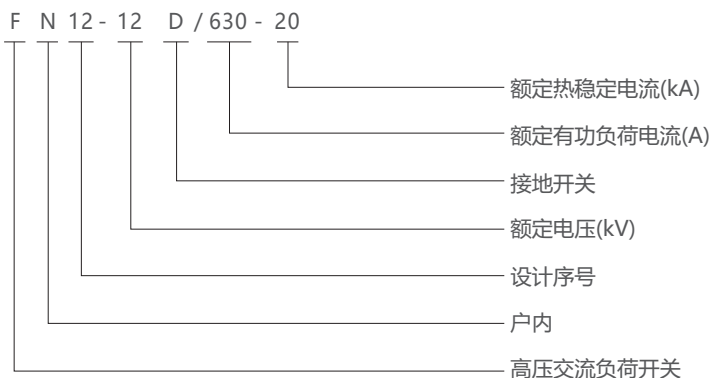 F N 12 - 12 D / 630 - 20
额定热稳定电流(kA)
额定有功负荷电流(A)
接地开关
额定电压(kV)
设计序号
户内
高压交流负荷开关